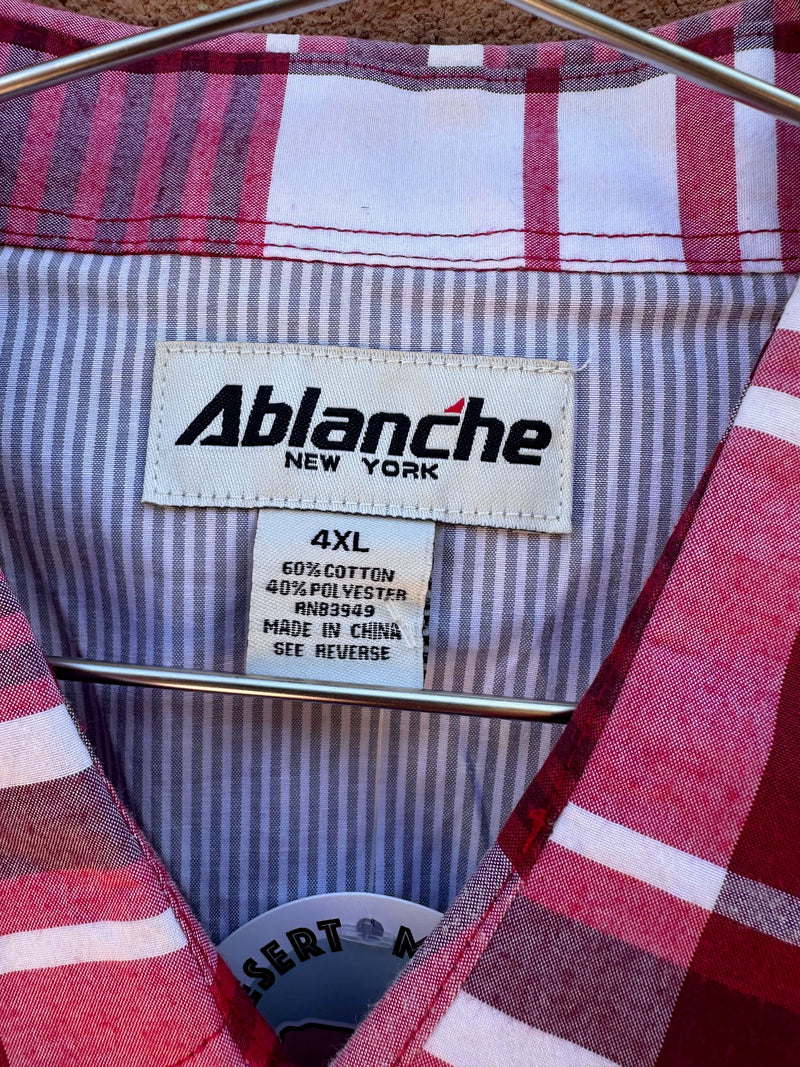 Ablanche
NEW YORK
4XL
60% COTTON
40% POLYESTER
RN83949
MADE IN CHINA
SEE REVERSE